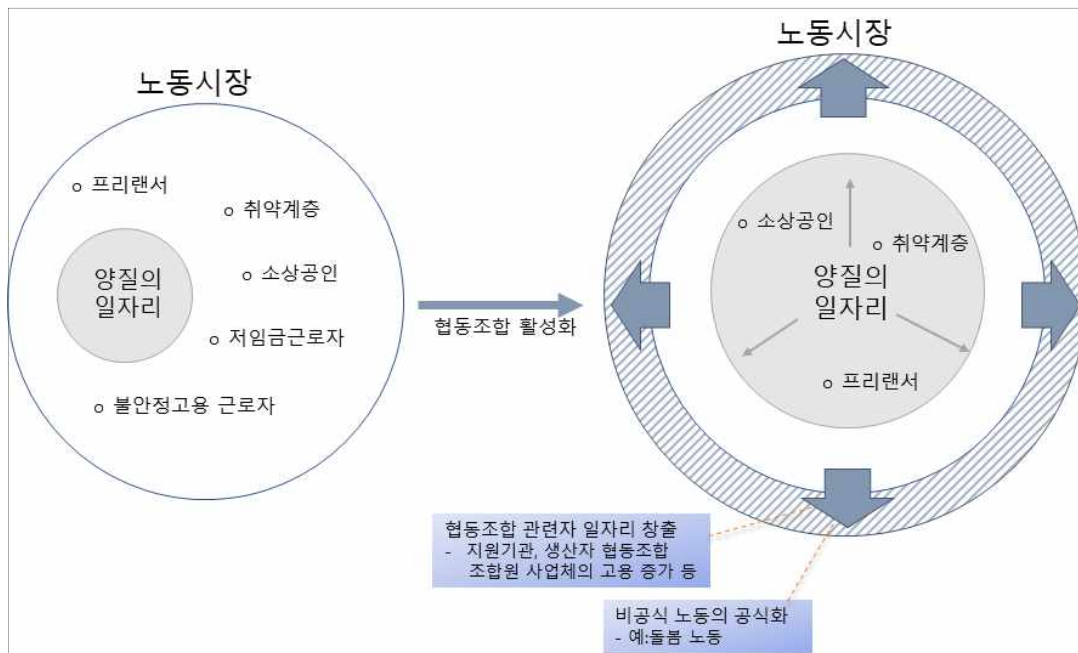 노동시장
o 프리랜서
o 취약계층
양질의
일자리
o 소상공인
o 저임금근로자
o 불안정고용 근로자
협동조합 활성화
노동시장
o 소상공인
o 취약계층
양질의
일자리
o 프리랜서
협동조합 관련자 일자리 창출
- 지원기관, 생산자 협동조합
조합원 사업체의 고용 증가 등
비공식 노동의 공식화
- 예:돌봄 노동